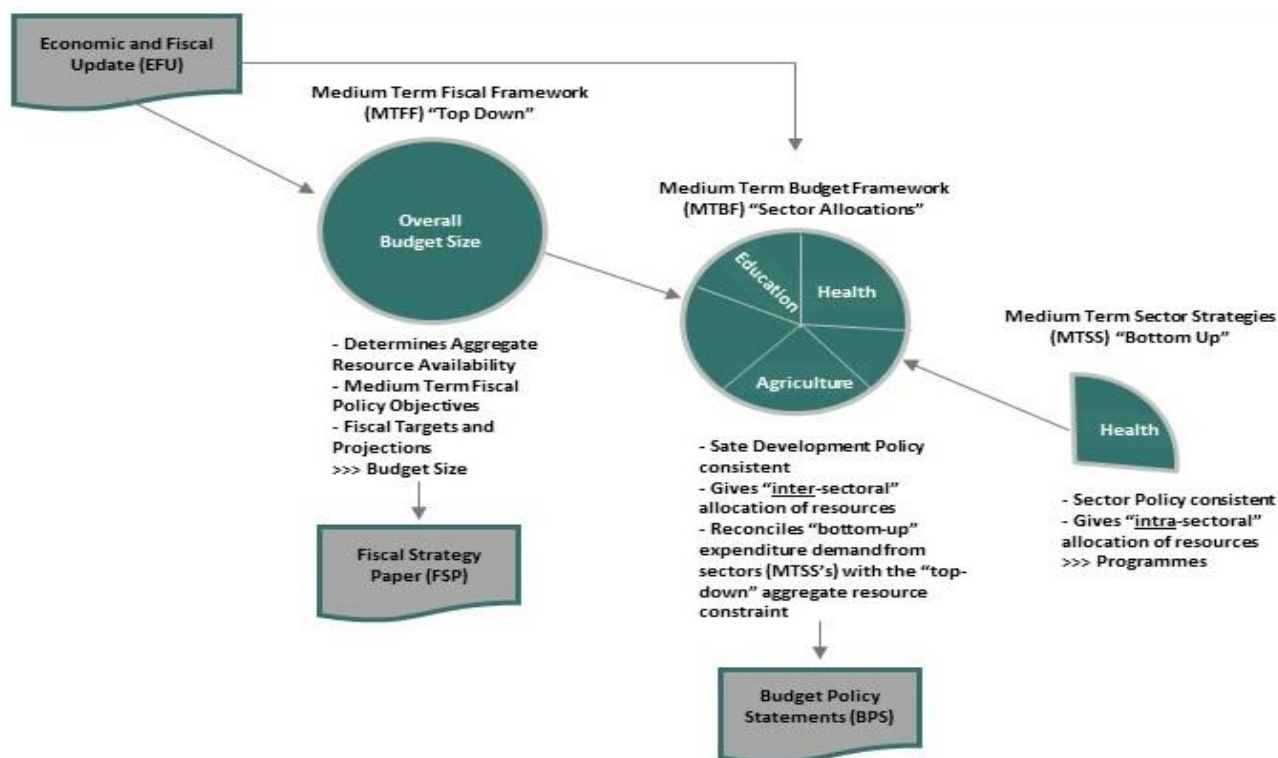 Economic and Fiscal
Update (EFU)
Medium Term Fiscal Framework
(MTFF) “Top Down”
Overall
Budget Size
- Determines Aggregate
Resource Availability
- Medium Term Fiscal
Policy Objectives
- Fiscal Targets and
Projections
>>> Budget Size
Fiscal Strategy
Paper (FSP)
Medium Term Budget Framework
(MTBF) “Sector Allocations”
Education
Health
Agriculture
- Sate Development Policy
consistent
- Gives “inter-sectoral”
allocation of resources
- Reconciles “bottom-up”
expenditure demand from
sectors (MTSS’s) with the “top-
down” aggregate resource
constraint
Budget Policy
Statements (BPS)
Medium Term Sector Strategies
(MTSS) “Bottom Up”
Health
- Sector Policy consistent
- Gives “intra-sectoral”
allocation of resources
>>> Programmes